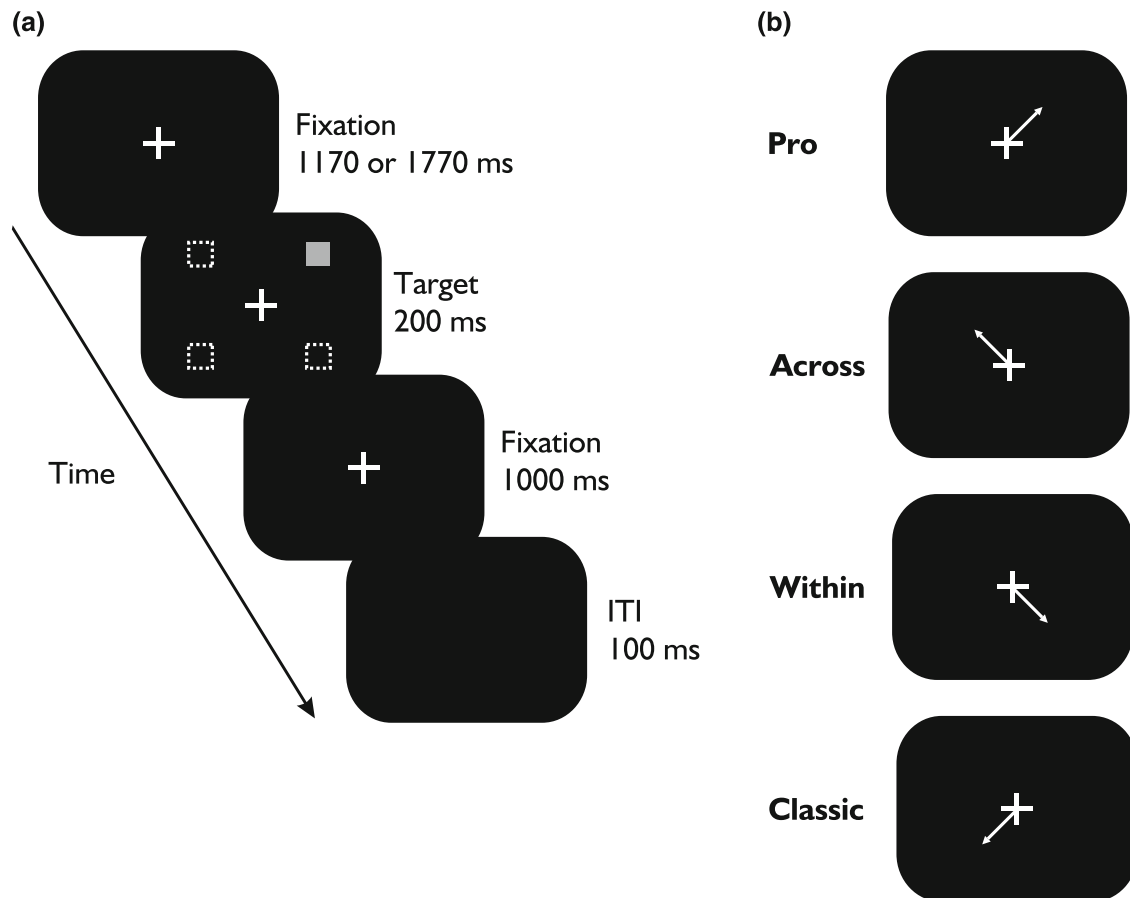 (a)
Fixation
1170 or 1770 ms
Target
200 ms
Fixation
1000 ms
Time
ITI
100 ms
(b)
Pro
Across
Within
Classic